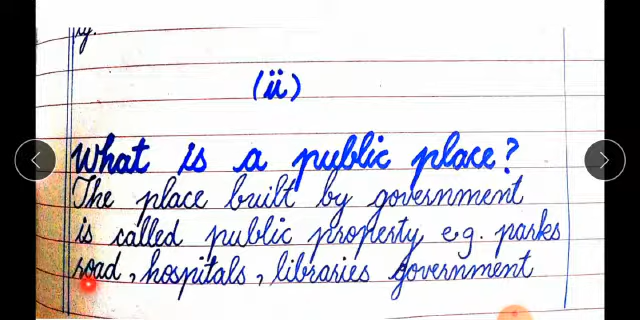 ry.
(ii)
What is a public place?
The place built by government
is called public property e.g. parks
road, hospitals, libraries government